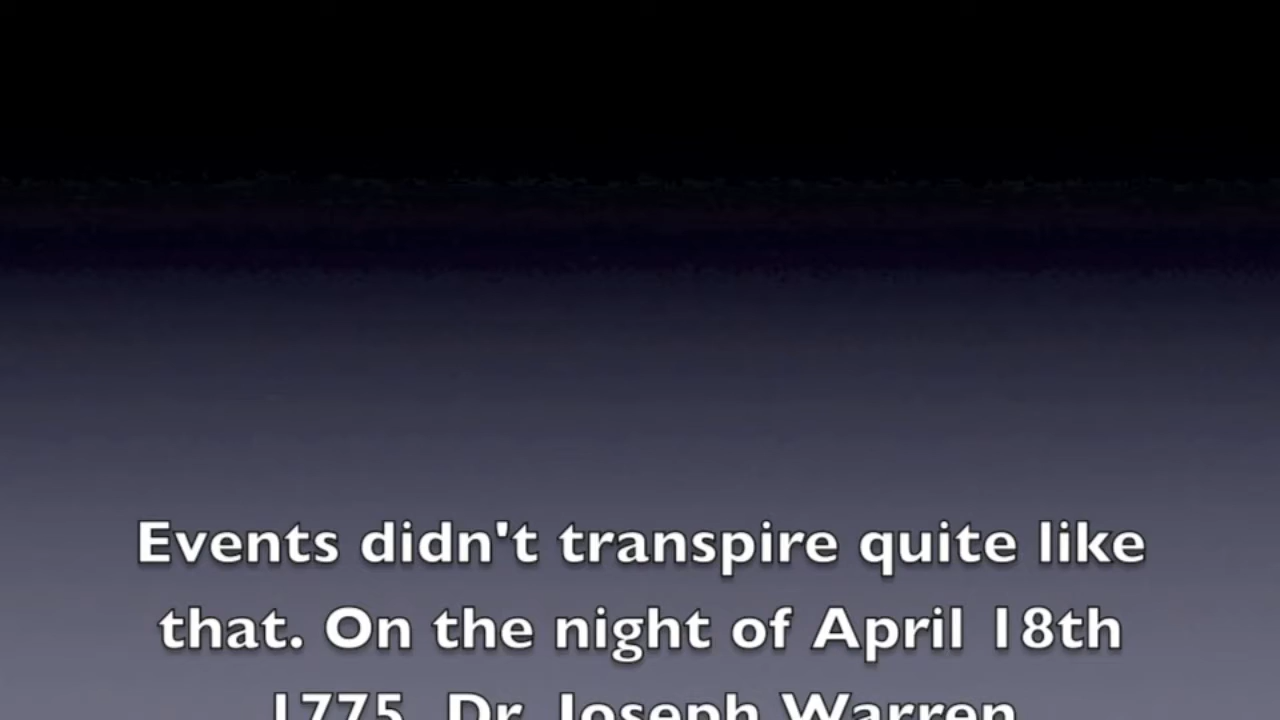 Events didn't transpire quite like
that. On the night of April 18th
1775, Dr. Joseph Warren